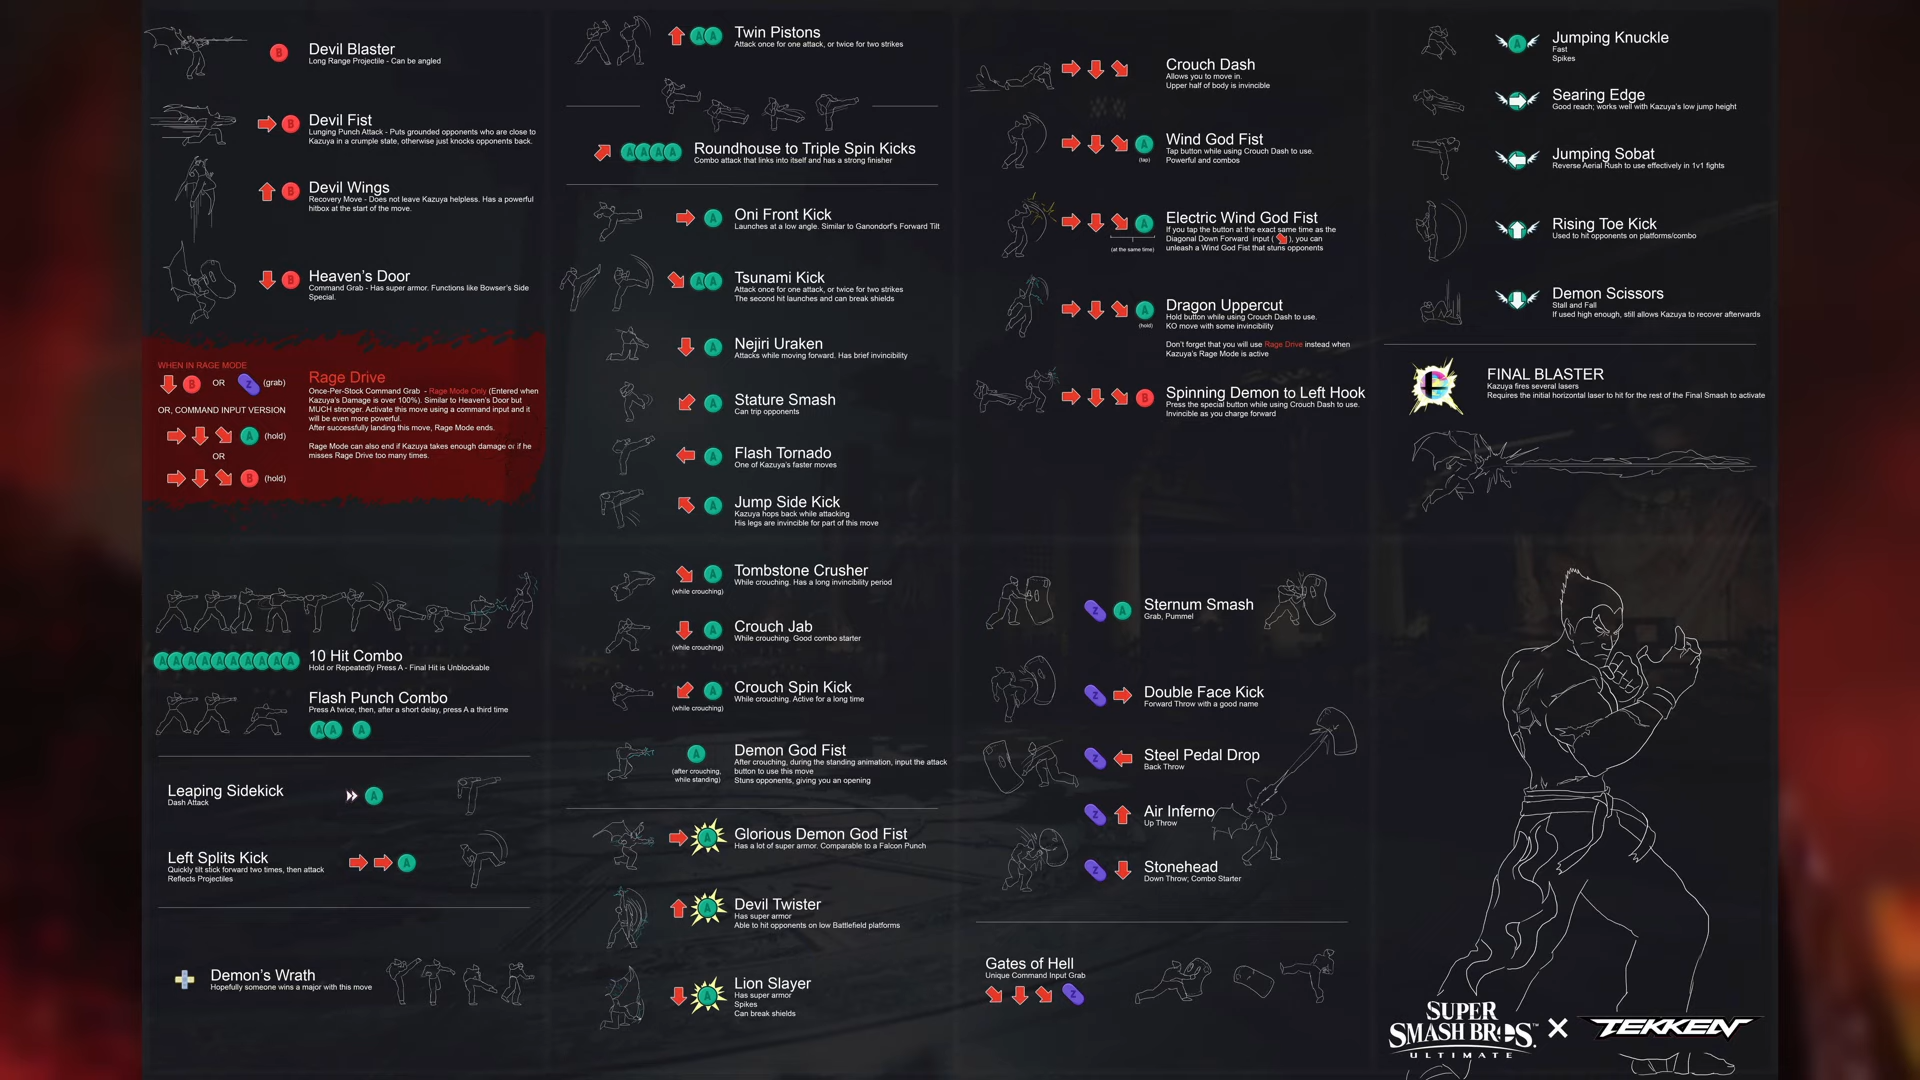 B
Devil Blaster
Long Range Projectile - Can be angled
B
Devil Fist
Lunging Punch Attack - Puts grounded opponents who are close to
Kazuya in a crumple state, otherwise just knocks opponents back.
B
Devil Wings
Recovery Move - Does not leave Kazuya helpless. Has a powerful
hitbox at the start of the move.
B
Heaven's Door
Command Grab - Has super armor. Functions like Bowser's Side
Special.
WHEN IN RAGE MODE
B OR Z (grab)
OR, COMMAND INPUT VERSION
A (hold)
OR
B (hold)
Rage Drive
Once-Per-Stock Command Grab - Rage Mode Only (Entered when
Kazuya's Damage is over 100%). Similar to Heaven's Door but
MUCH stronger. Activate this move using a command input and it
will be even more powerful.
After successfully landing this move, Rage Mode ends.
Rage Mode can also end if Kazuya takes enough damage or if he
misses Rage Drive too many times.
AAAAAAAAAA
10 Hit Combo
Hold or Repeatedly Press A - Final Hit is Unblockable
Flash Punch Combo
Press A twice, then, after a short delay, press A a third time
AA A
Leaping Sidekick
Dash Attack
A
Left Splits Kick
Quickly tilt stick forward two times, then attack
Reflects Projectiles
A
Demon's Wrath
Hopefully someone wins a major with this move
AA
Twin Pistons
Attack once for one attack, or twice for two strikes
AAAA
Roundhouse to Triple Spin Kicks
Combo attack that links into itself and has a strong finisher
A
Oni Front Kick
Launches at a low angle. Similar to Ganondorf's Forward Tilt
AA
Tsunami Kick
Attack once for one attack, or twice for two strikes
The second hit launches and can break shields
A
Nejiri Uraken
Attacks while moving forward. Has brief invincibility
A
Stature Smash
Can trip opponents
A
Flash Tornado
One of Kazuya's faster moves
A
Jump Side Kick
Kazuya hops back while attacking
His legs are invincible for part of this move
A
(while crouching)
Tombstone Crusher
While crouching. Has a long invincibility period
A
(while crouching)
Crouch Jab
While crouching. Good combo starter
A
(while crouching)
Crouch Spin Kick
While crouching. Active for a long time
A
(after crouching,
while standing)
Demon God Fist
After crouching, during the standing animation, input the attack
button to use this move
Stuns opponents, giving you an opening
A
Glorious Demon God Fist
Has a lot of super armor. Comparable to a Falcon Punch
A
Devil Twister
Has super armor
Able to hit opponents on low Battlefield platforms
A
Lion Slayer
Has super armor
Spikes
Can break shields
Crouch Dash
Allows you to move in.
Upper half of body is invincible
A
(tap)
Wind God Fist
Tap button while using Crouch Dash to use.
Powerful and combos
A
(at the same time)
Electric Wind God Fist
If you tap the button at the exact same time as the
Diagonal Down Forward input ( ), you can
unleash a Wind God Fist that stuns opponents
A
(hold)
Dragon Uppercut
Hold button while using Crouch Dash to use.
KO move with some invincibility
Don't forget that you will use Rage Drive instead when
Kazuya's Rage Mode is active
B
Spinning Demon to Left Hook
Press the special button while using Crouch Dash to use.
Invincible as you charge forward
Z A
Sternum Smash
Grab, Pummel
Z
Double Face Kick
Forward Throw with a good name
Z
Steel Pedal Drop
Back Throw
Z
Air Inferno
Up Throw
Z
Stonehead
Down Throw; Combo Starter
Gates of Hell
Unique Command Input Grab
Z
A
Jumping Knuckle
Fast
Spikes
Searing Edge
Good reach; works well with Kazuya's low jump height
Jumping Sobat
Reverse Aerial Rush to use effectively in 1v1 fights
Rising Toe Kick
Used to hit opponents on platforms/combo
Demon Scissors
Stall and Fall
If used high enough, still allows Kazuya to recover afterwards
FINAL BLASTER
Kazuya fires several lasers
Requires the initial horizontal laser to hit for the rest of the Final Smash to activate
SUPER
SMASH BROS.™
ULTIMATE
X
TEKKEN